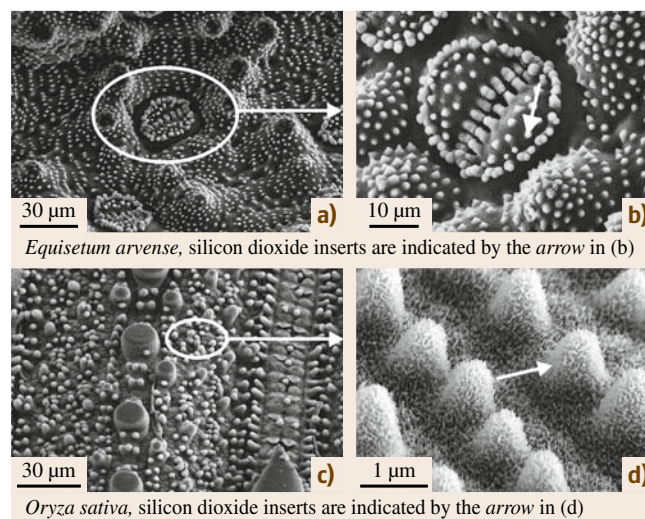 30 µm
a)
10 µm
b)
Equisetum arvense, silicon dioxide inserts are indicated by the arrow in (b)
30 µm
c)
1 µm
d)
Oryza sativa, silicon dioxide inserts are indicated by the arrow in (d)